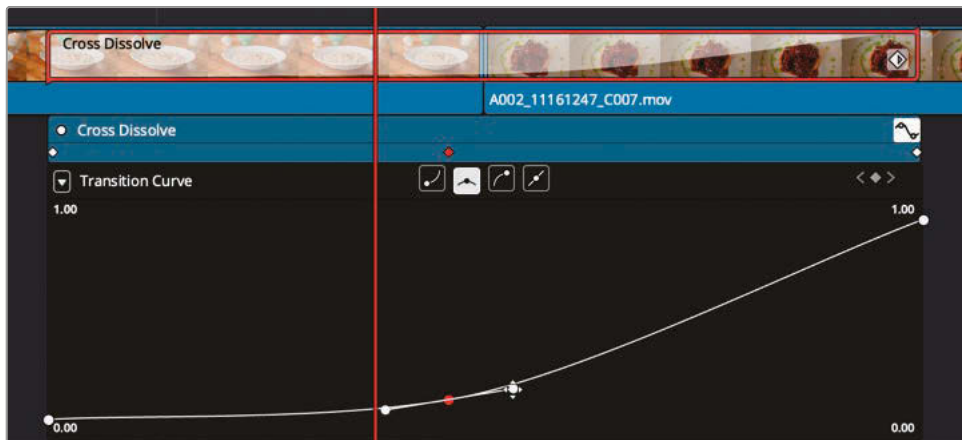 Cross Dissolve
A002_11161247_C007.mov
Cross Dissolve
Transition Curve
1.00 1.00
0.00 0.00